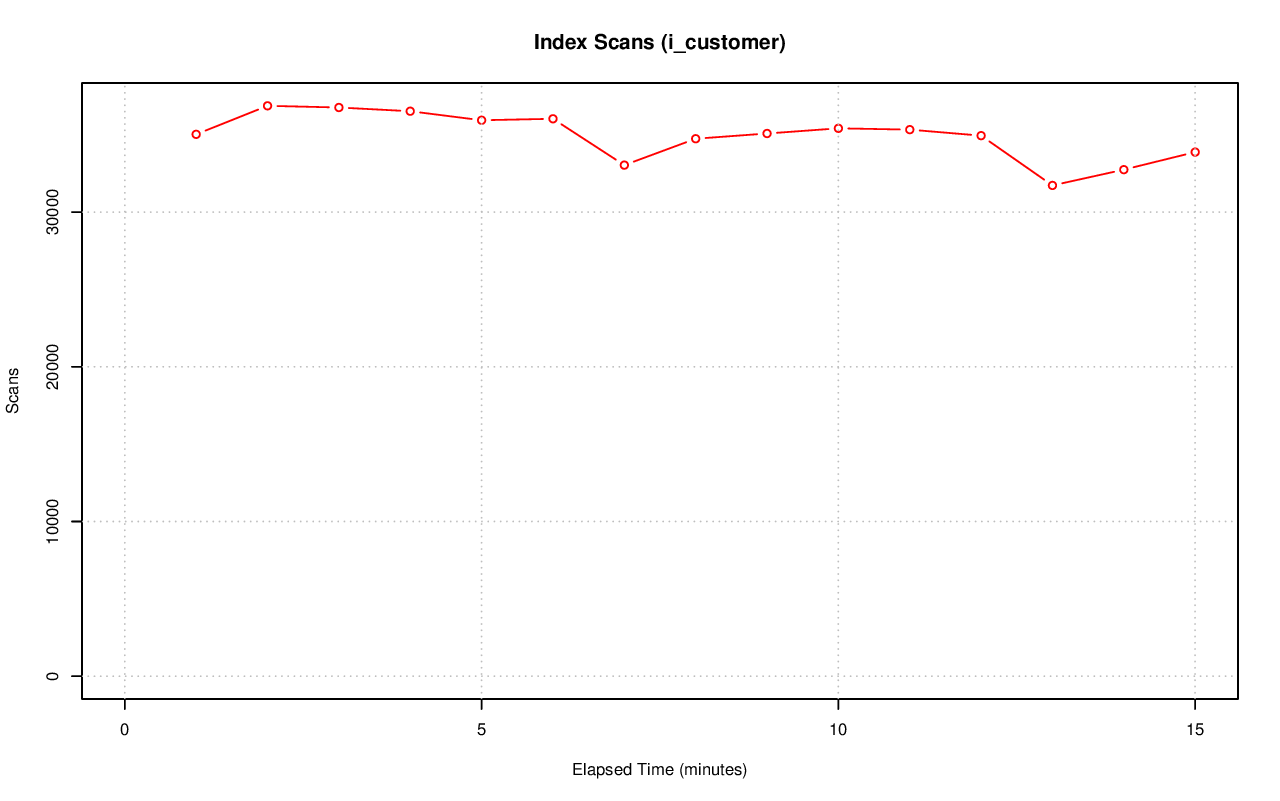 Index Scans (i_customer)
Scans
30000
20000
10000
0
0 5 10 15
Elapsed Time (minutes)